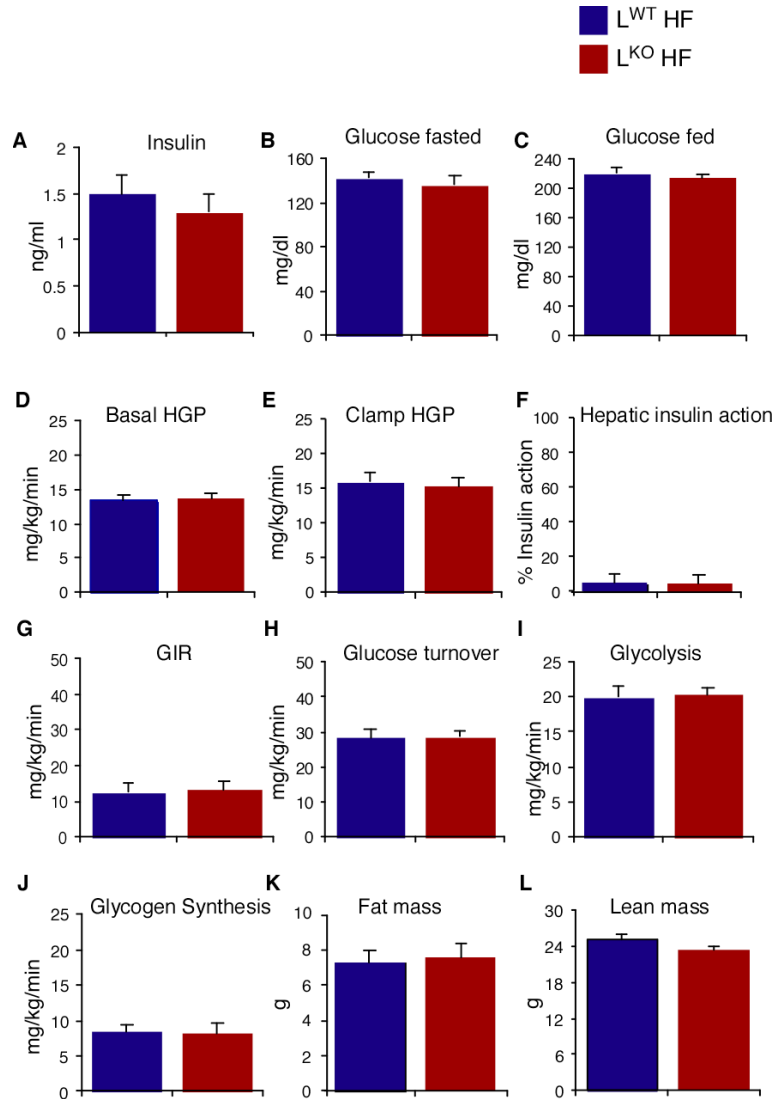 L^WT HF
L^KO HF
A Insulin
ng/ml
2
1.5
1
0.5
0
B Glucose fasted
mg/dl
160
120
80
40
0
C Glucose fed
mg/dl
240
200
160
120
80
40
0
D Basal HGP
mg/kg/min
25
20
15
10
5
0
E Clamp HGP
mg/kg/min
25
20
15
10
5
0
F Hepatic insulin action
% Insulin action
100
80
60
40
20
0
G GIR
mg/kg/min
50
40
30
20
10
0
H Glucose turnover
mg/kg/min
50
40
30
20
10
0
I Glycolysis
mg/kg/min
25
20
15
10
5
0
J Glycogen Synthesis
mg/kg/min
25
20
15
10
5
0
K Fat mass
g
10
8
6
4
2
0
L Lean mass
g
30
24
18
12
6
0